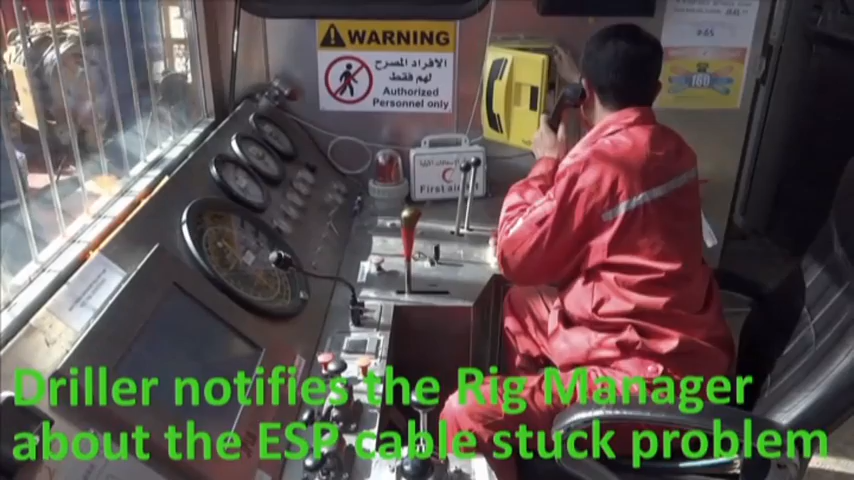 WARNING
الافراد المصرح
لهم فقط
Authorized
Personnel only
First aid
Driller notifies the Rig Manager
about the ESP cable stuck problem